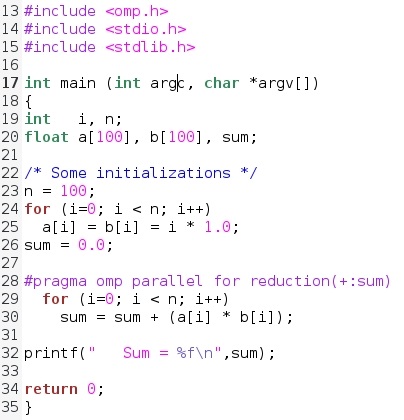 13 #include <omp.h>
14 #include <stdio.h>
15 #include <stdlib.h>
16
17 int main (int argc, char *argv[])
18 {
19 int   i, n;
20 float a[100], b[100], sum;
21
22 /* Some initializations */
23 n = 100;
24 for (i=0; i < n; i++)
25   a[i] = b[i] = i * 1.0;
26 sum = 0.0;
27
28 #pragma omp parallel for reduction(+:sum)
29   for (i=0; i < n; i++)
30     sum = sum + (a[i] * b[i]);
31
32 printf("   Sum = %f\n",sum);
33
34 return 0;
35 }